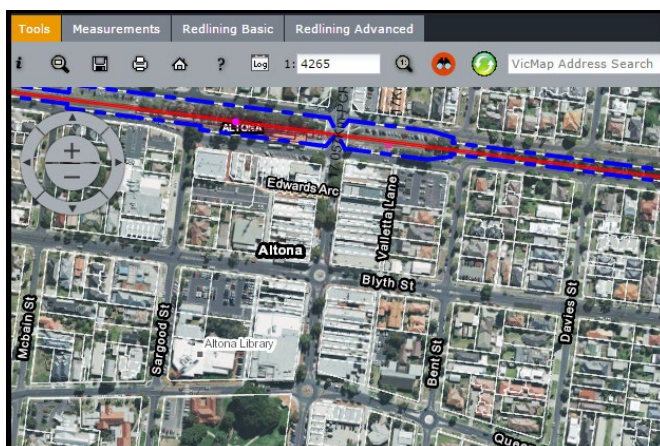 Tools Measurements Redlining Basic Redlining Advanced
i ? Log 1: 4265 VicMap Address Search
ALTONA
Edwards Arc
Valletta Lane
Altona
Blyth St
Mcbain St
Sargood St
Davies St
Altona Library
Bent St